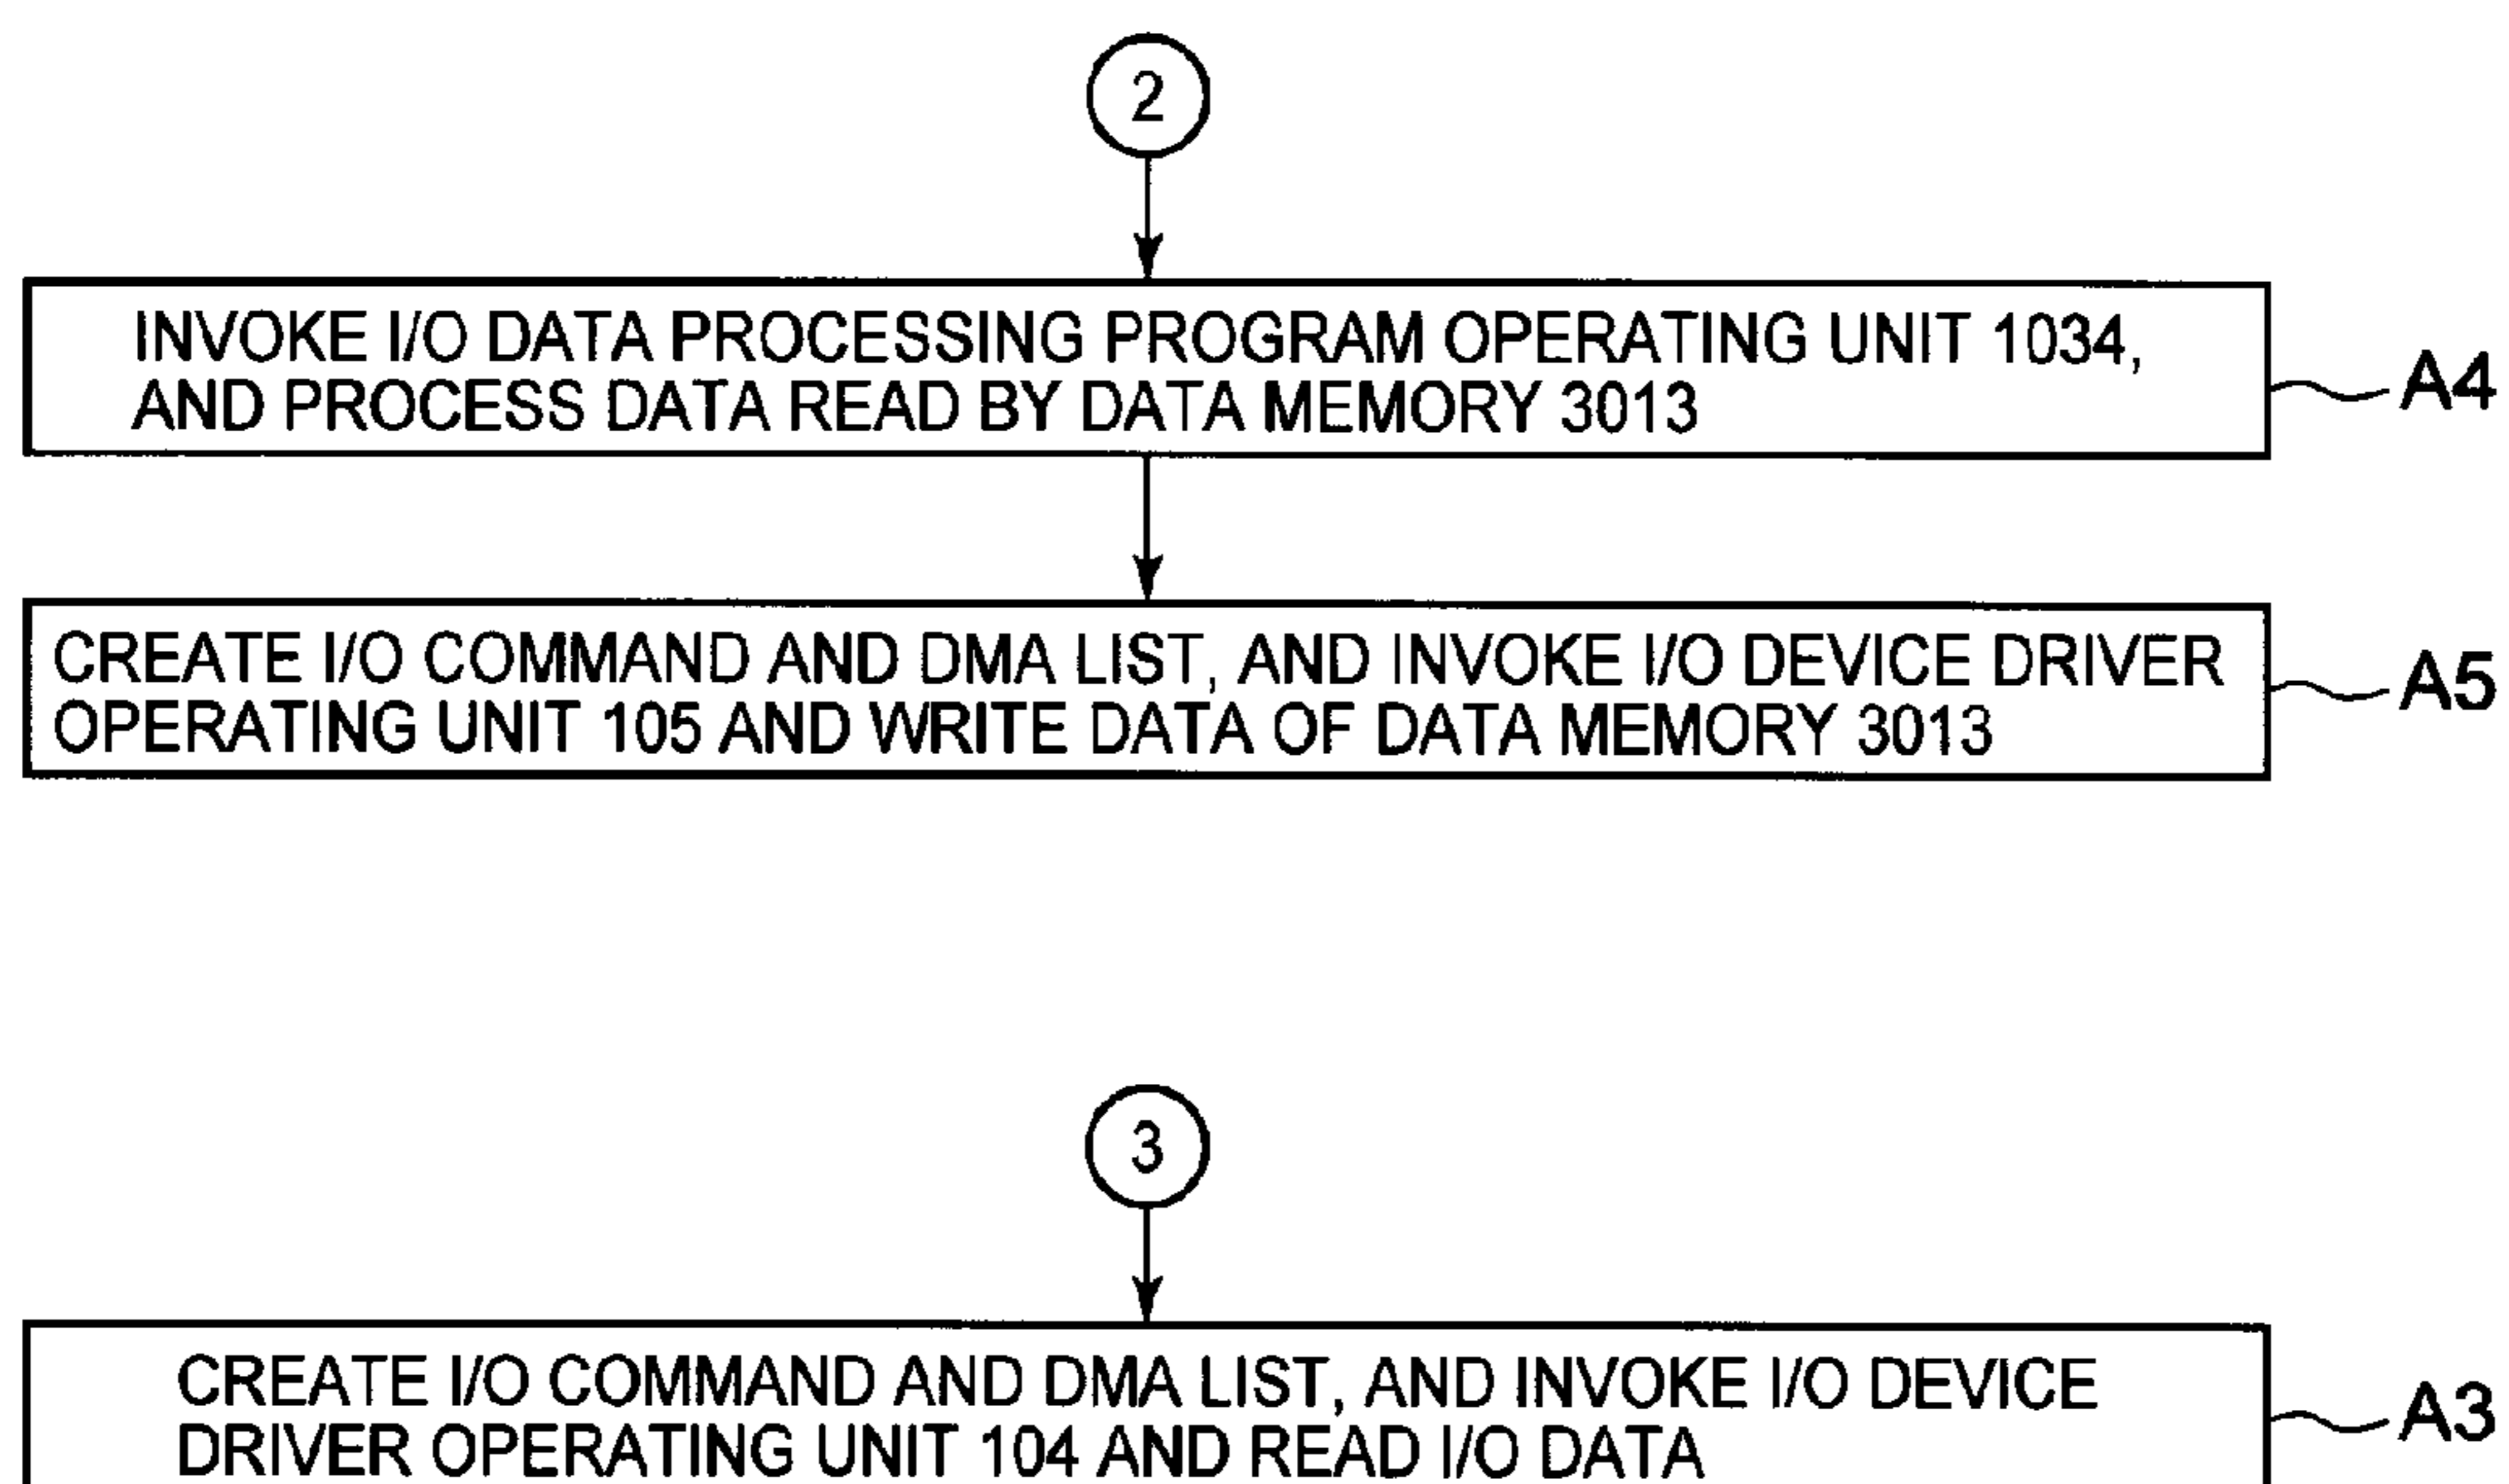 2
INVOKE I/O DATA PROCESSING PROGRAM OPERATING UNIT 1034,
AND PROCESS DATA READ BY DATA MEMORY 3013
A4
CREATE I/O COMMAND AND DMA LIST, AND INVOKE I/O DEVICE DRIVER
OPERATING UNIT 105 AND WRITE DATA OF DATA MEMORY 3013
A5
3
CREATE I/O COMMAND AND DMA LIST, AND INVOKE I/O DEVICE
DRIVER OPERATING UNIT 104 AND READ I/O DATA
A3